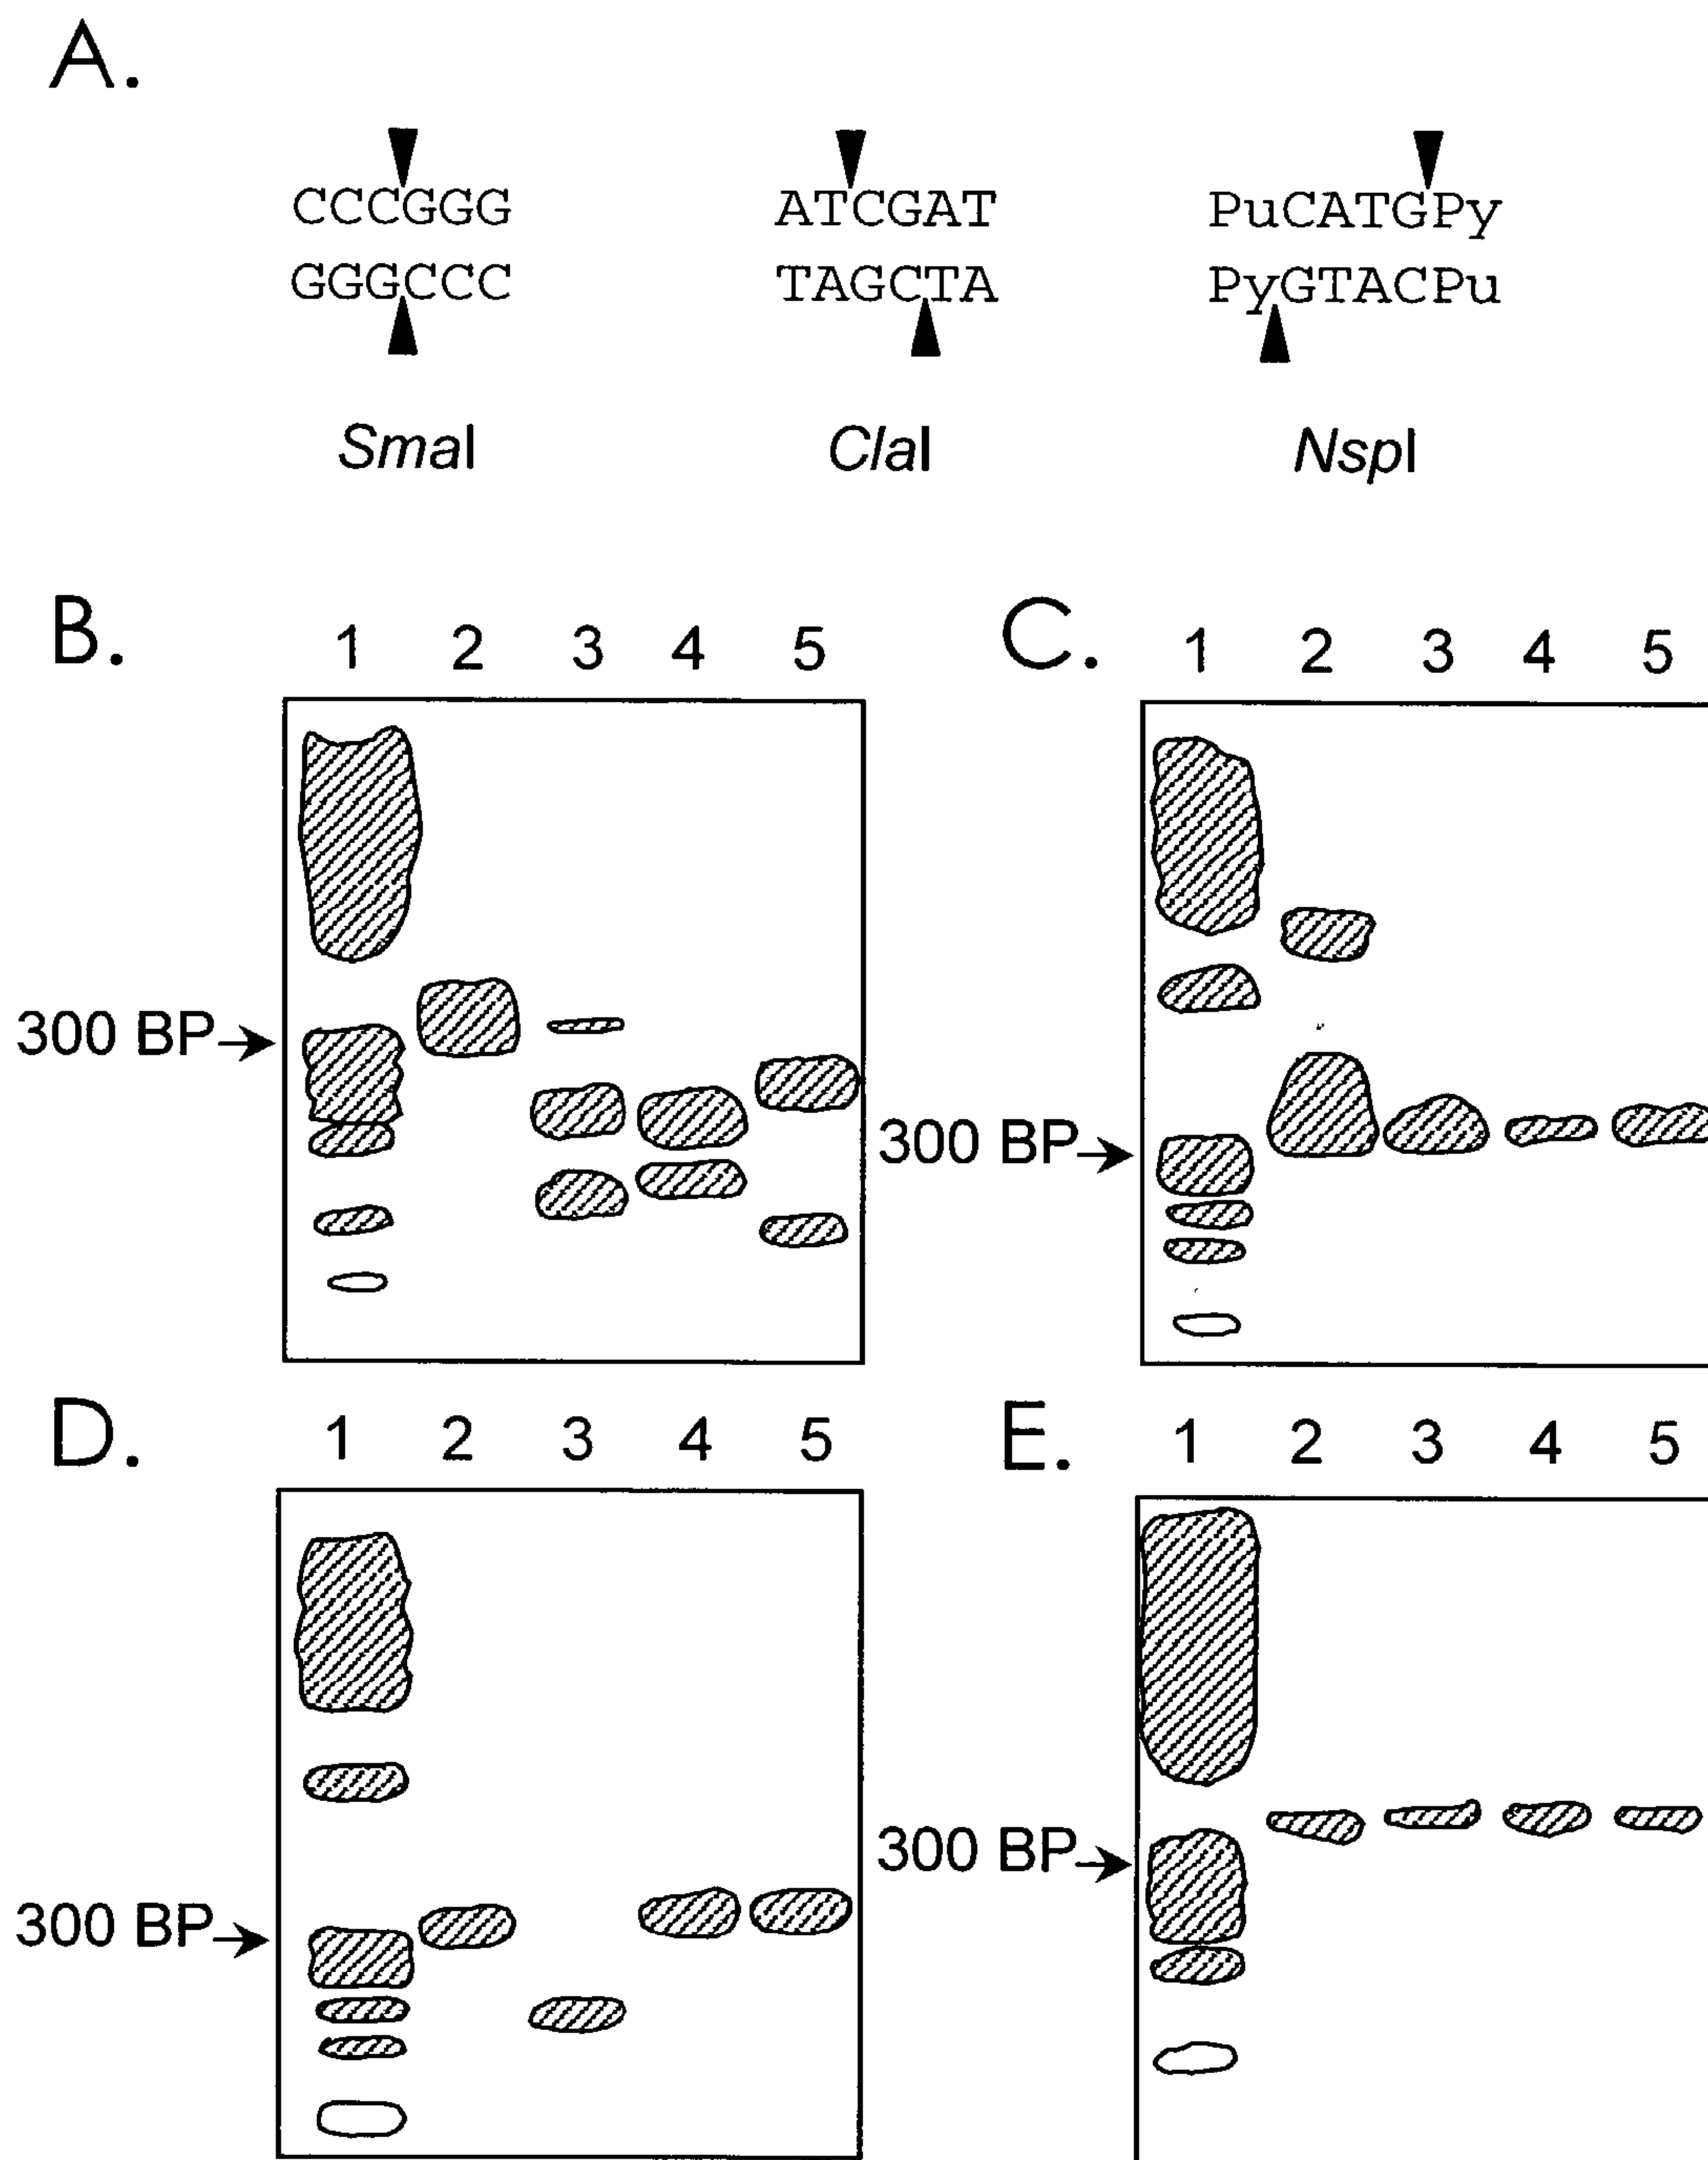 A.
CCCGGG ATCGAT PuCATGPy
GGGCCC TAGCTA PyGTACPu
SmaI ClaI NspI
B. 1 2 3 4 5
300 BP
C. 1 2 3 4 5
300 BP
D. 1 2 3 4 5
300 BP
E. 1 2 3 4 5
300 BP